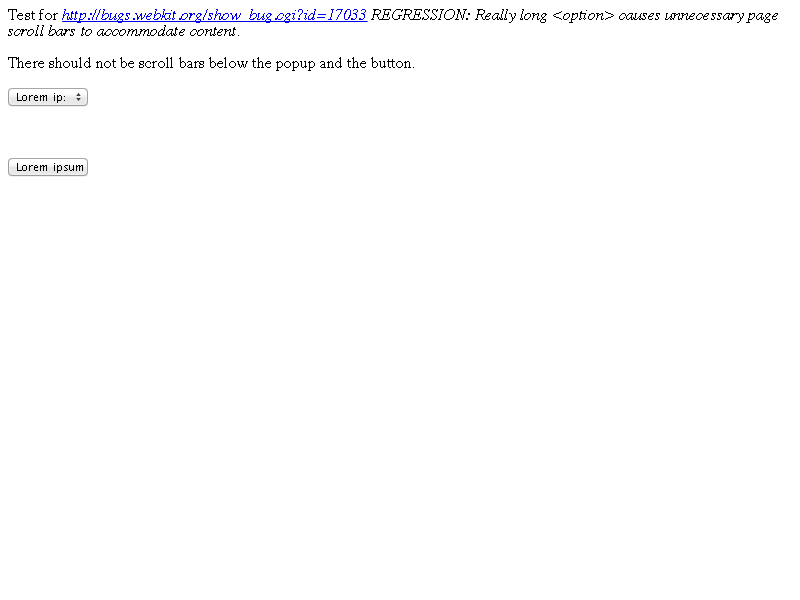 Test for http://bugs.webkit.org/show_bug.cgi?id=17033 REGRESSION: Really long <option> causes unnecessary page
scroll bars to accommodate content.
There should not be scroll bars below the popup and the button.
Lorem ip:
Lorem ipsum